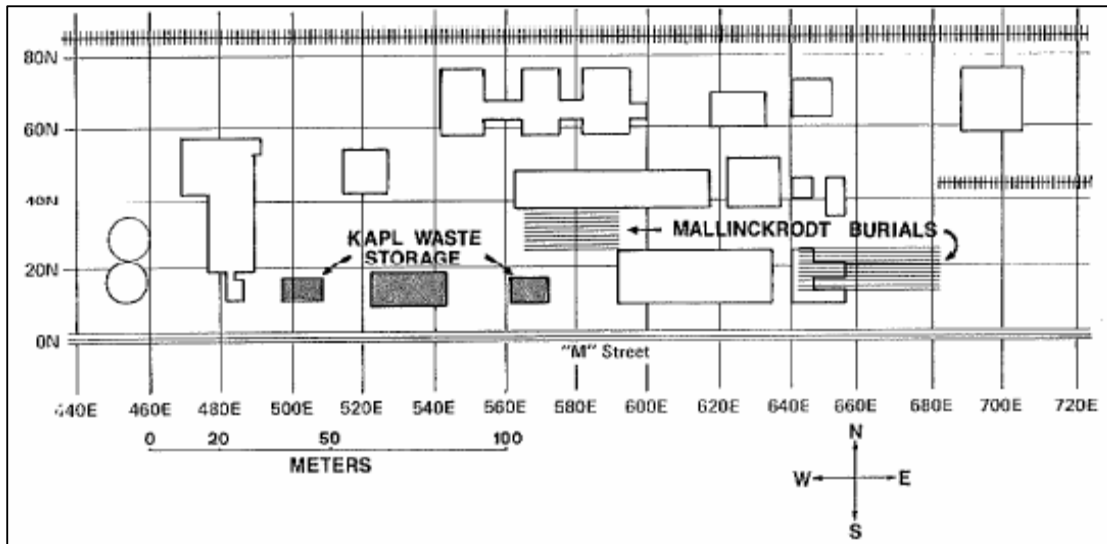 80N
60N
40N
20N
0N
KAPL WASTE
STORAGE
MALLINCKRODT BURIALS
"M" Street
440E 460E 480E 500E 520E 540E 560E 580E 600E 620E 640E 660E 680E 700E 720E
0 20 50 100
METERS
N
W E
S